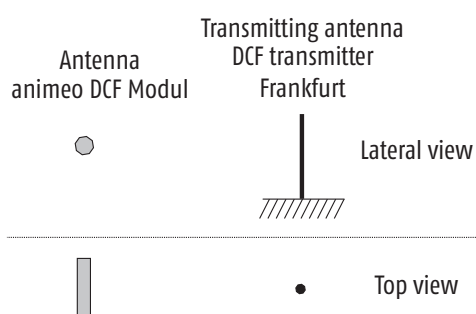 Antenna
animeo DCF Modul
Transmitting antenna
DCF transmitter
Frankfurt
Lateral view
Top view